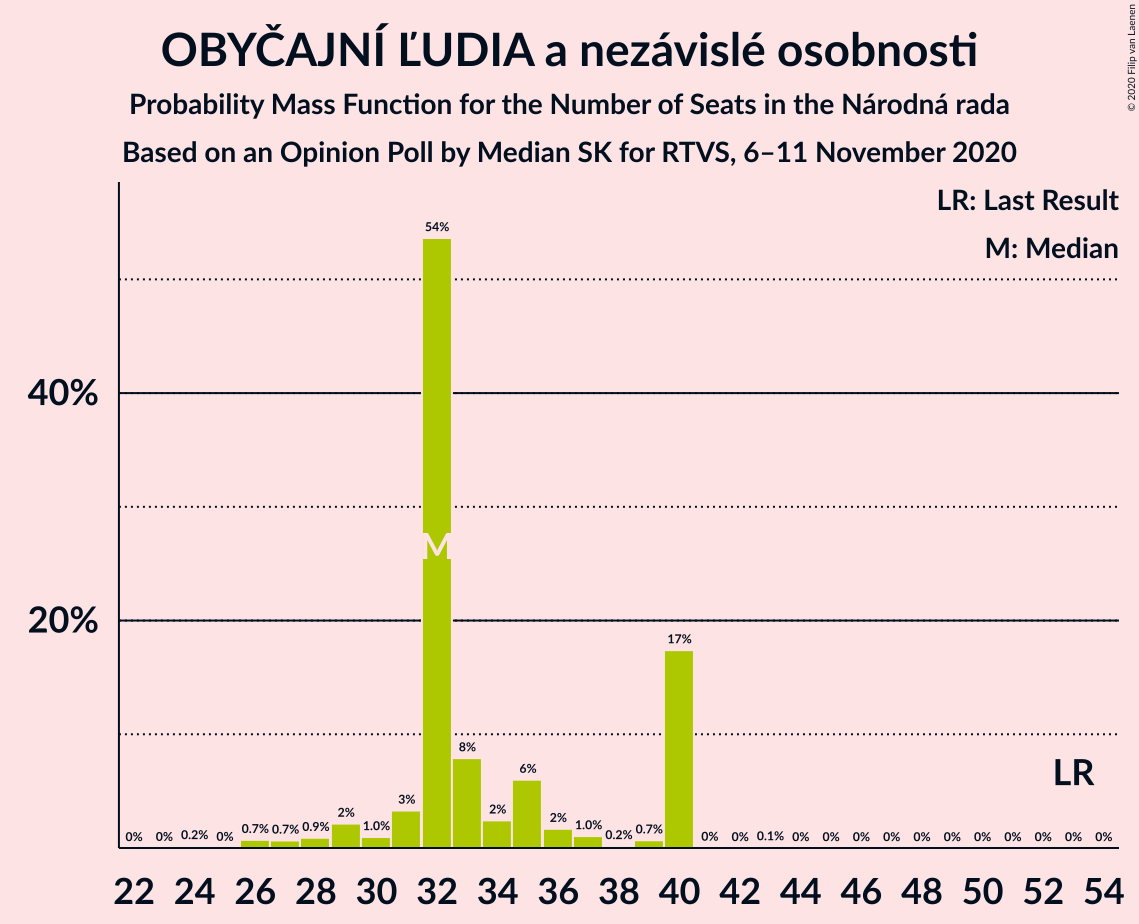 OBYČAJNÍ ĽUDIA a nezávislé osobnosti
Probability Mass Function for the Number of Seats in the Národná rada
Based on an Opinion Poll by Median SK for RTVS, 6–11 November 2020
© 2020 Filip van Laenen
LR: Last Result
M: Median
54%
40%
M
20%
17%
8%
LR
6%
3%
2%
2%
2%
0% 0% 0.2% 0% 0.7% 0.7% 0.9% 1.0% 1.0% 0.2% 0.7% 0% 0% 0.1% 0% 0% 0% 0% 0% 0% 0% 0% 0% 0% 0%
22 24 26 28 30 32 34 36 38 40 42 44 46 48 50 52 54